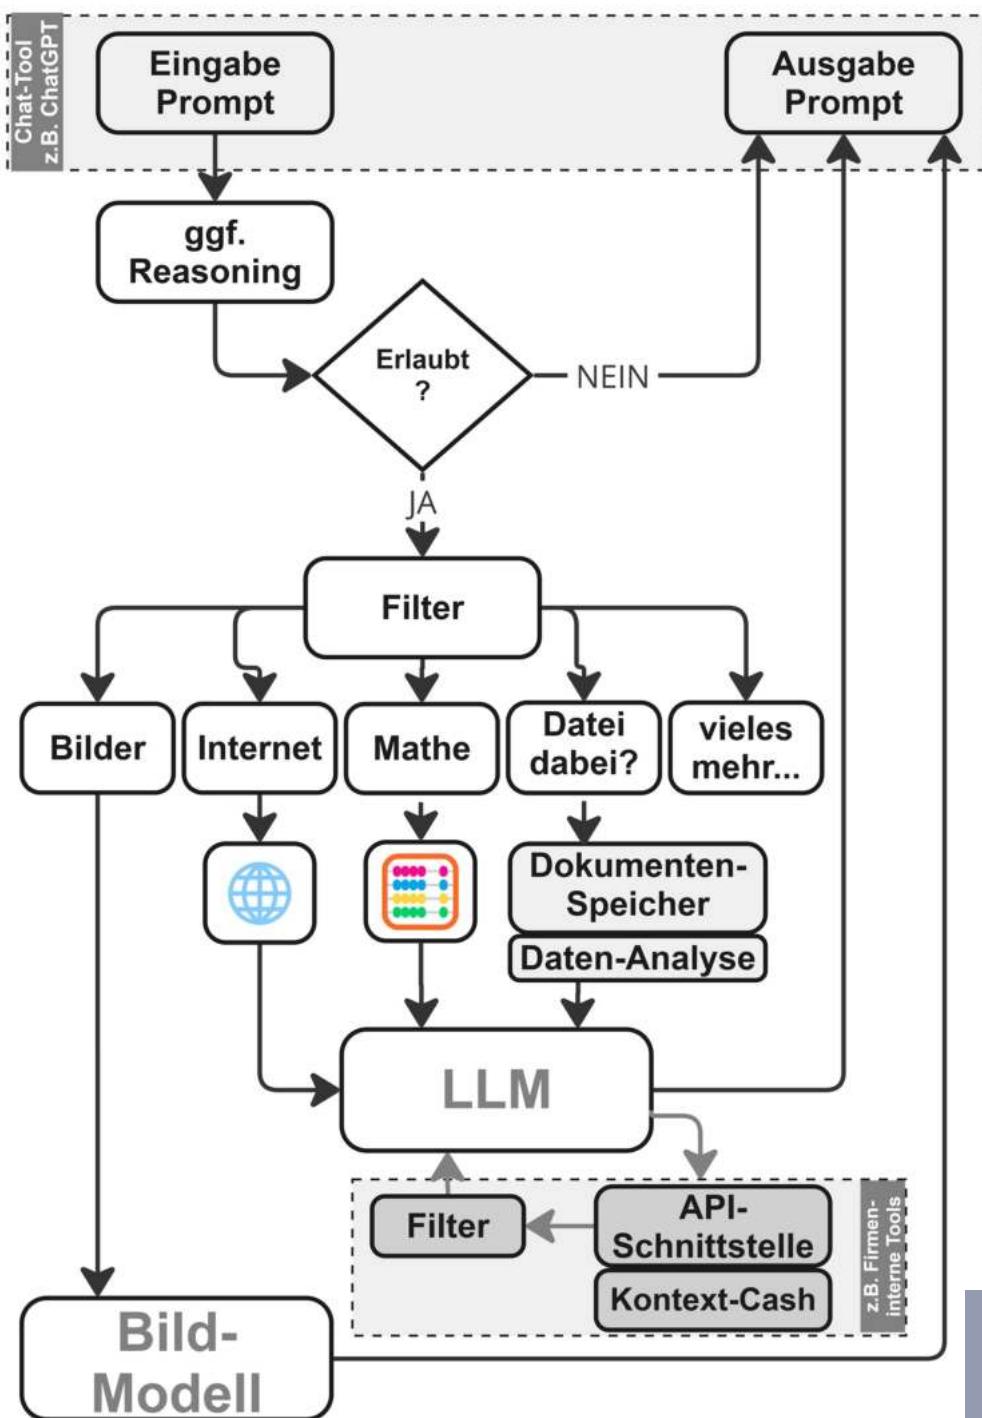 Chat-Tool
z.B. ChatGPT
Eingabe
Prompt
Ausgabe
Prompt
ggf.
Reasoning
Erlaubt
?
NEIN
JA
Filter
Bilder
Internet
Mathe
Datei
dabei?
vieles
mehr...
Dokumenten-
Speicher
Daten-Analyse
LLM
Filter
API-
Schnittstelle
Kontext-Cash
z.B. Firmen-
interne Tools
Bild-
Modell